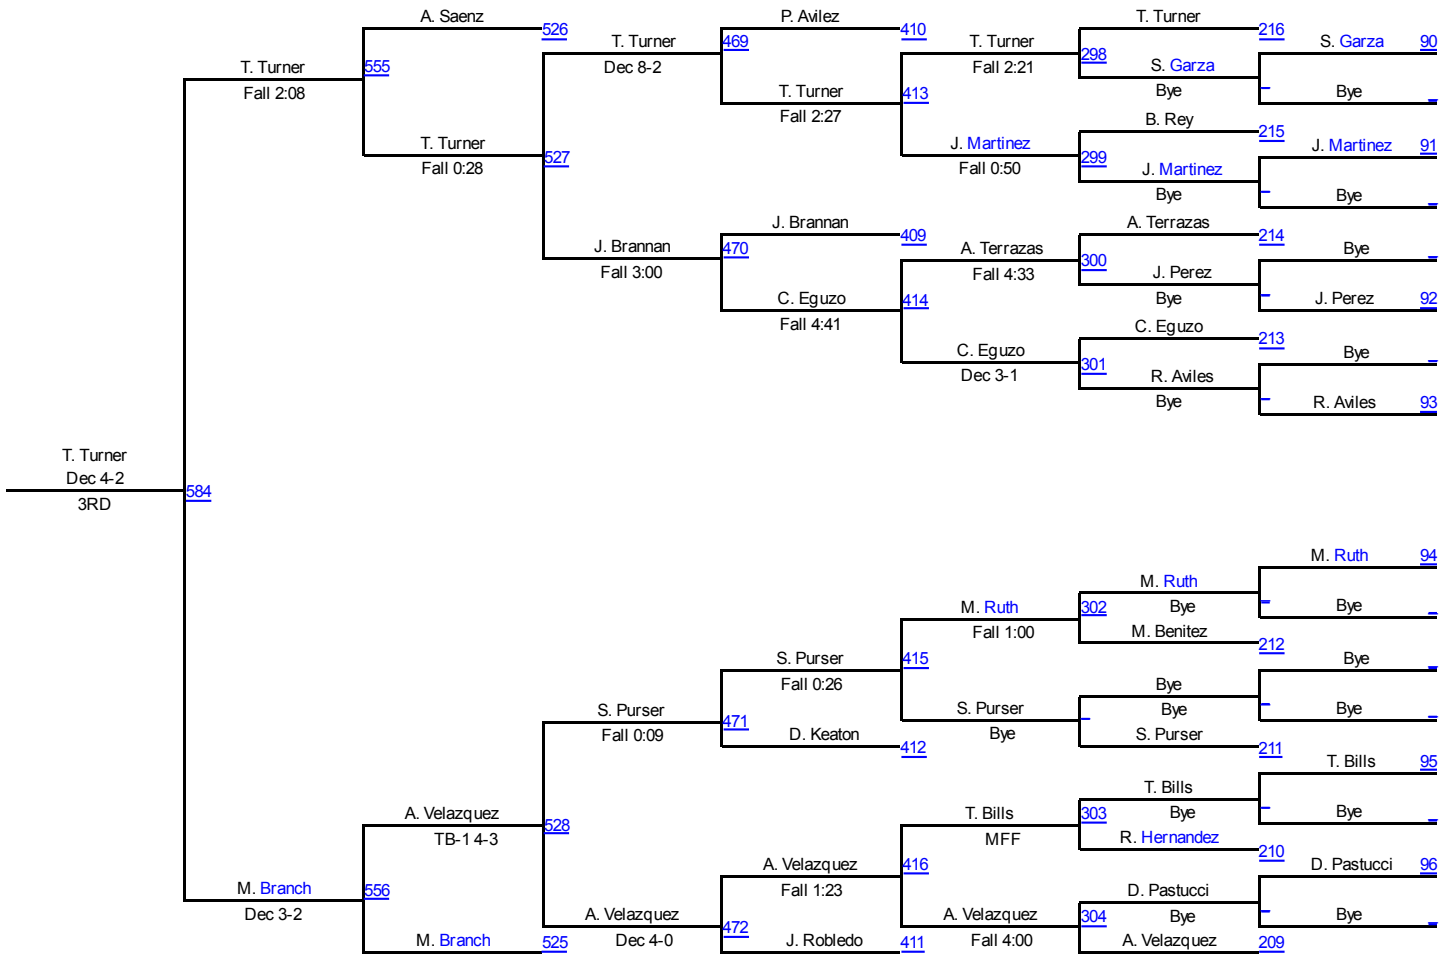 A. Saenz
526
P. Avilez
410
T. Turner
216
S. Garza
90
T. Turner
Dec 8-2
469
T. Turner
Fall 2:21
298
S. Garza
Bye
Bye
T. Turner
Fall 2:08
555
T. Turner
Fall 2:27
413
B. Rey
215
J. Martinez
91
T. Turner
Fall 0:28
527
J. Martinez
Fall 0:50
299
J. Martinez
Bye
Bye
J. Brannan
409
A. Terrazas
214
Bye
J. Brannan
Fall 3:00
470
A. Terrazas
Fall 4:33
300
J. Perez
Bye
J. Perez
92
C. Eguzo
Fall 4:41
414
C. Eguzo
213
Bye
C. Eguzo
Dec 3-1
301
R. Aviles
Bye
R. Aviles
93
T. Turner
Dec 4-2
3RD
584
M. Ruth
94
M. Ruth
Bye
302
Bye
M. Ruth
Fall 1:00
M. Benitez
212
S. Purser
Fall 0:26
415
Bye
Bye
Bye
Bye
S. Purser
Fall 0:09
471
S. Purser
Bye
D. Keaton
412
S. Purser
211
T. Bills
95
T. Bills
Bye
Bye
A. Velazquez
TB-1 4-3
528
T. Bills
MFF
303
R. Hernandez
210
A. Velazquez
Fall 1:23
416
D. Pastucci
96
M. Branch
Dec 3-2
556
D. Pastucci
Bye
Bye
A. Velazquez
Dec 4-0
472
A. Velazquez
Fall 4:00
304
M. Branch
525
J. Robledo
411
A. Velazquez
209